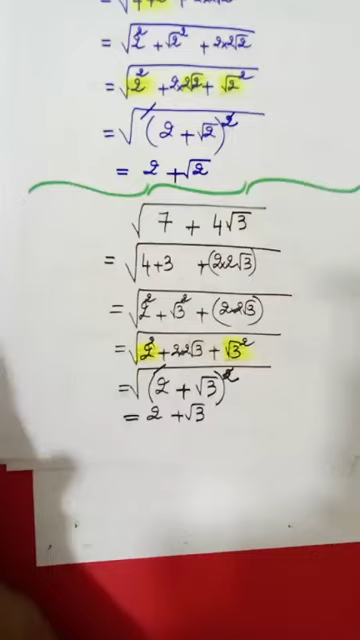 = √(2² + √2² + 2×2√2)
= √(2² + 2×2√2 + √2²)
= √(2 + √2)²
= 2 + √2
√(7 + 4√3)
= √(4+3 + (2×2√3))
= √(2² + √3² + (2·2√3))
= √(2² + 2·2√3 + √3²)
= √(2 + √3)²
= 2 + √3